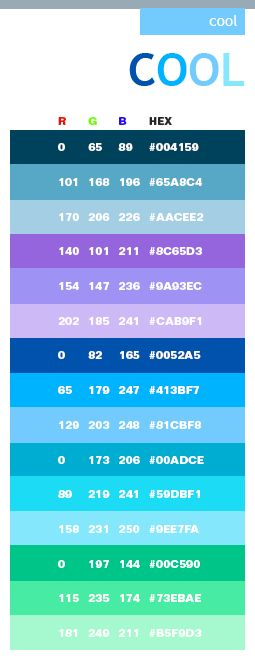 cool
COOL
R G B HEX
0 65 89 #004159
101 168 196 #65A8C4
170 206 226 #AACEE2
140 101 211 #8C65D3
154 147 236 #9A93EC
202 185 241 #CAB9F1
0 82 165 #0052A5
65 179 247 #413BF7
129 203 248 #81CBF8
0 173 206 #00ADCE
89 219 241 #59DBF1
158 231 250 #9EE7FA
0 197 144 #00C590
115 235 174 #73EBAE
181 249 211 #B5F9D3